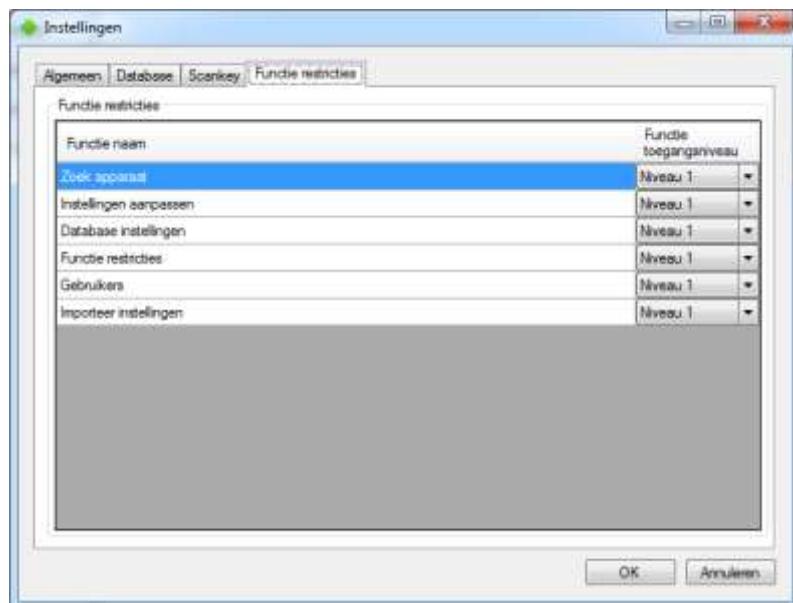 Instellingen
Algemeen Database Scankey Functie restricties
Functie restricties
Functie naam Functie toegangsniveau
Zoek apparaat Niveau 1
Instellingen aanpassen Niveau 1
Database instellingen Niveau 1
Functie restricties Niveau 1
Gebruikers Niveau 1
Importeer instellingen Niveau 1
OK Annuleren